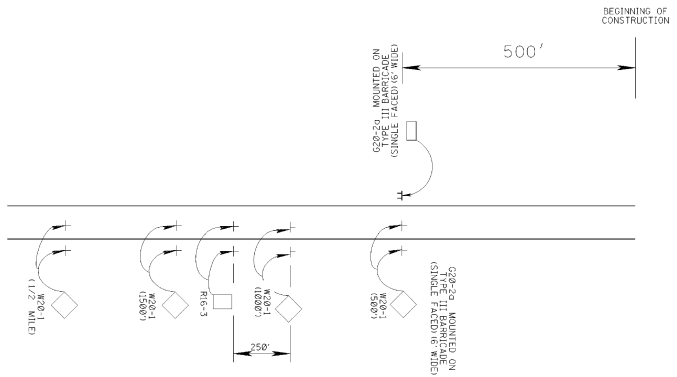 BEGINNING OF
CONSTRUCTION
500'
G20-2a MOUNTED ON
TYPE III BARRICADE
(SINGLE FACED)(6' WIDE)
W20-1
(1/2 MILE)
W20-1
(1500')
R16-3
W20-1
(1000')
W20-1
(500')
G20-2a MOUNTED ON
TYPE III BARRICADE
(SINGLE FACED)(6' WIDE)
250'